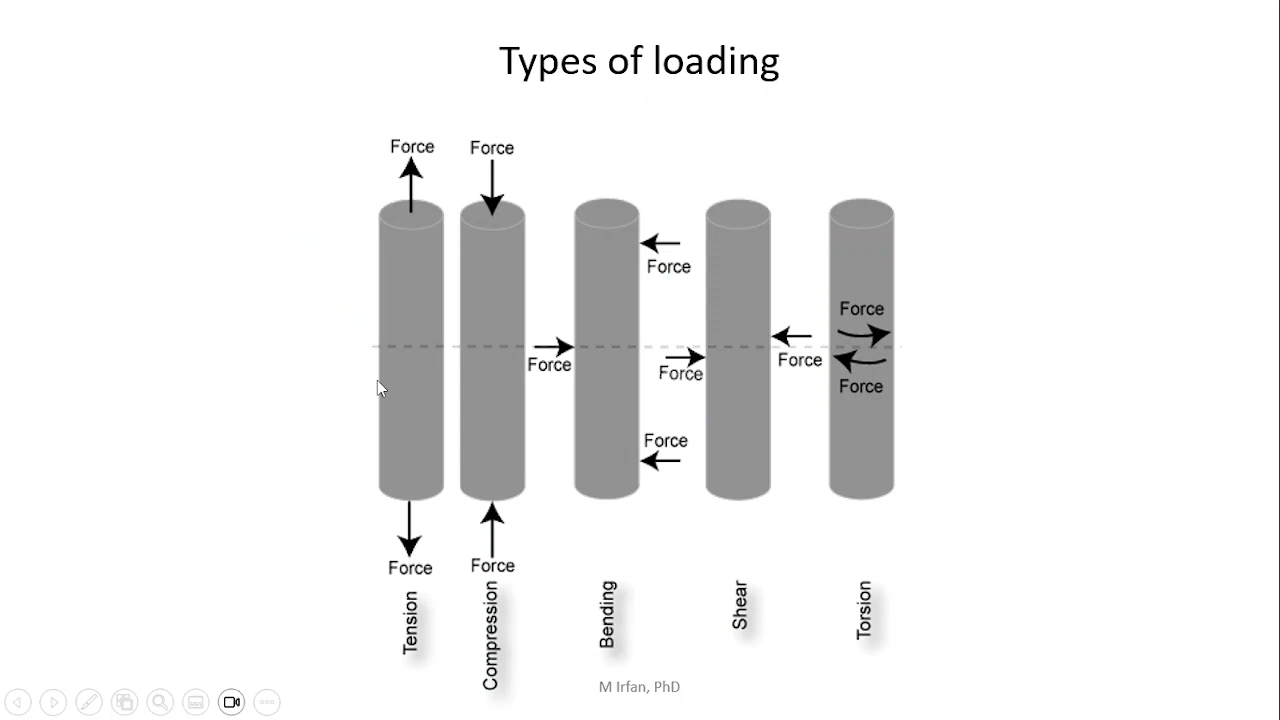 Types of loading
Force
Force
Force
Force
Force
Force
Force
Force
Force
Force
Force
Tension
Compression
Bending
Shear
Torsion
M Irfan, PhD